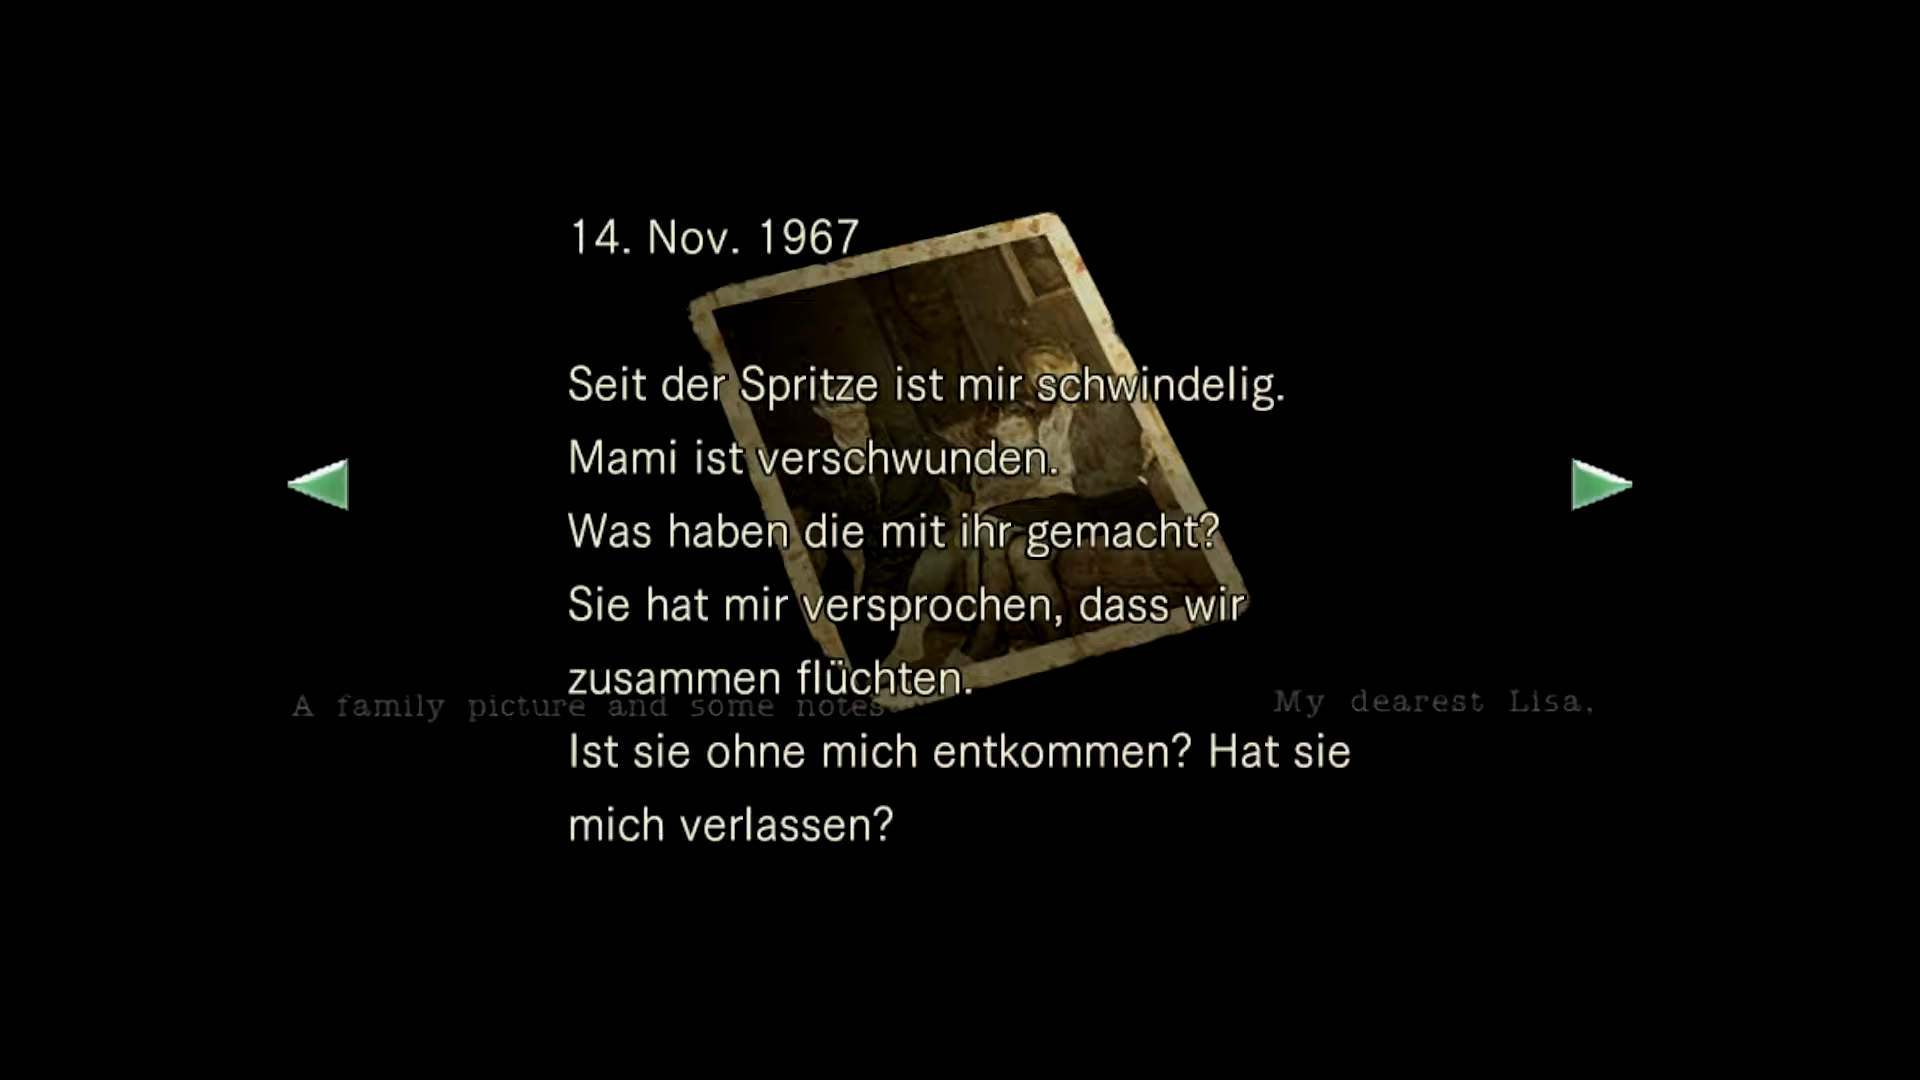 14. Nov. 1967
Seit der Spritze ist mir schwindelig.
Mami ist verschwunden.
Was haben die mit ihr gemacht?
Sie hat mir versprochen, dass wir
zusammen flüchten.
A family picture and some notes
My dearest Lisa,
Ist sie ohne mich entkommen? Hat sie
mich verlassen?